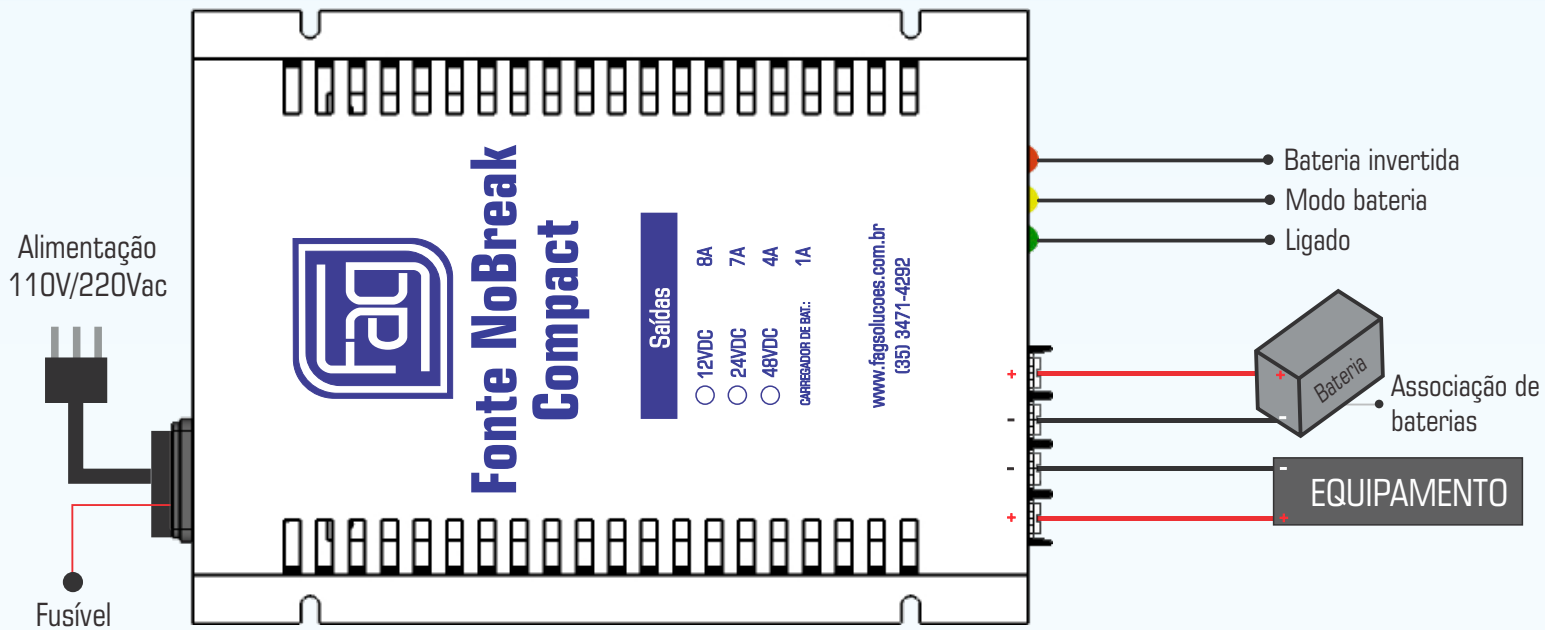 Alimentação
110V/220Vac
Fusível
fac
Fonte NoBreak
Compact
Saídas
12VDC 8A
24VDC 7A
48VDC 4A
CARREGADOR DE BAT.: 1A
www.fagsolucoes.com.br
(35) 3471-4292
Bateria invertida
Modo bateria
Ligado
+
-
-
+
+
Bateria
-
Associação de
baterias
-
EQUIPAMENTO
+